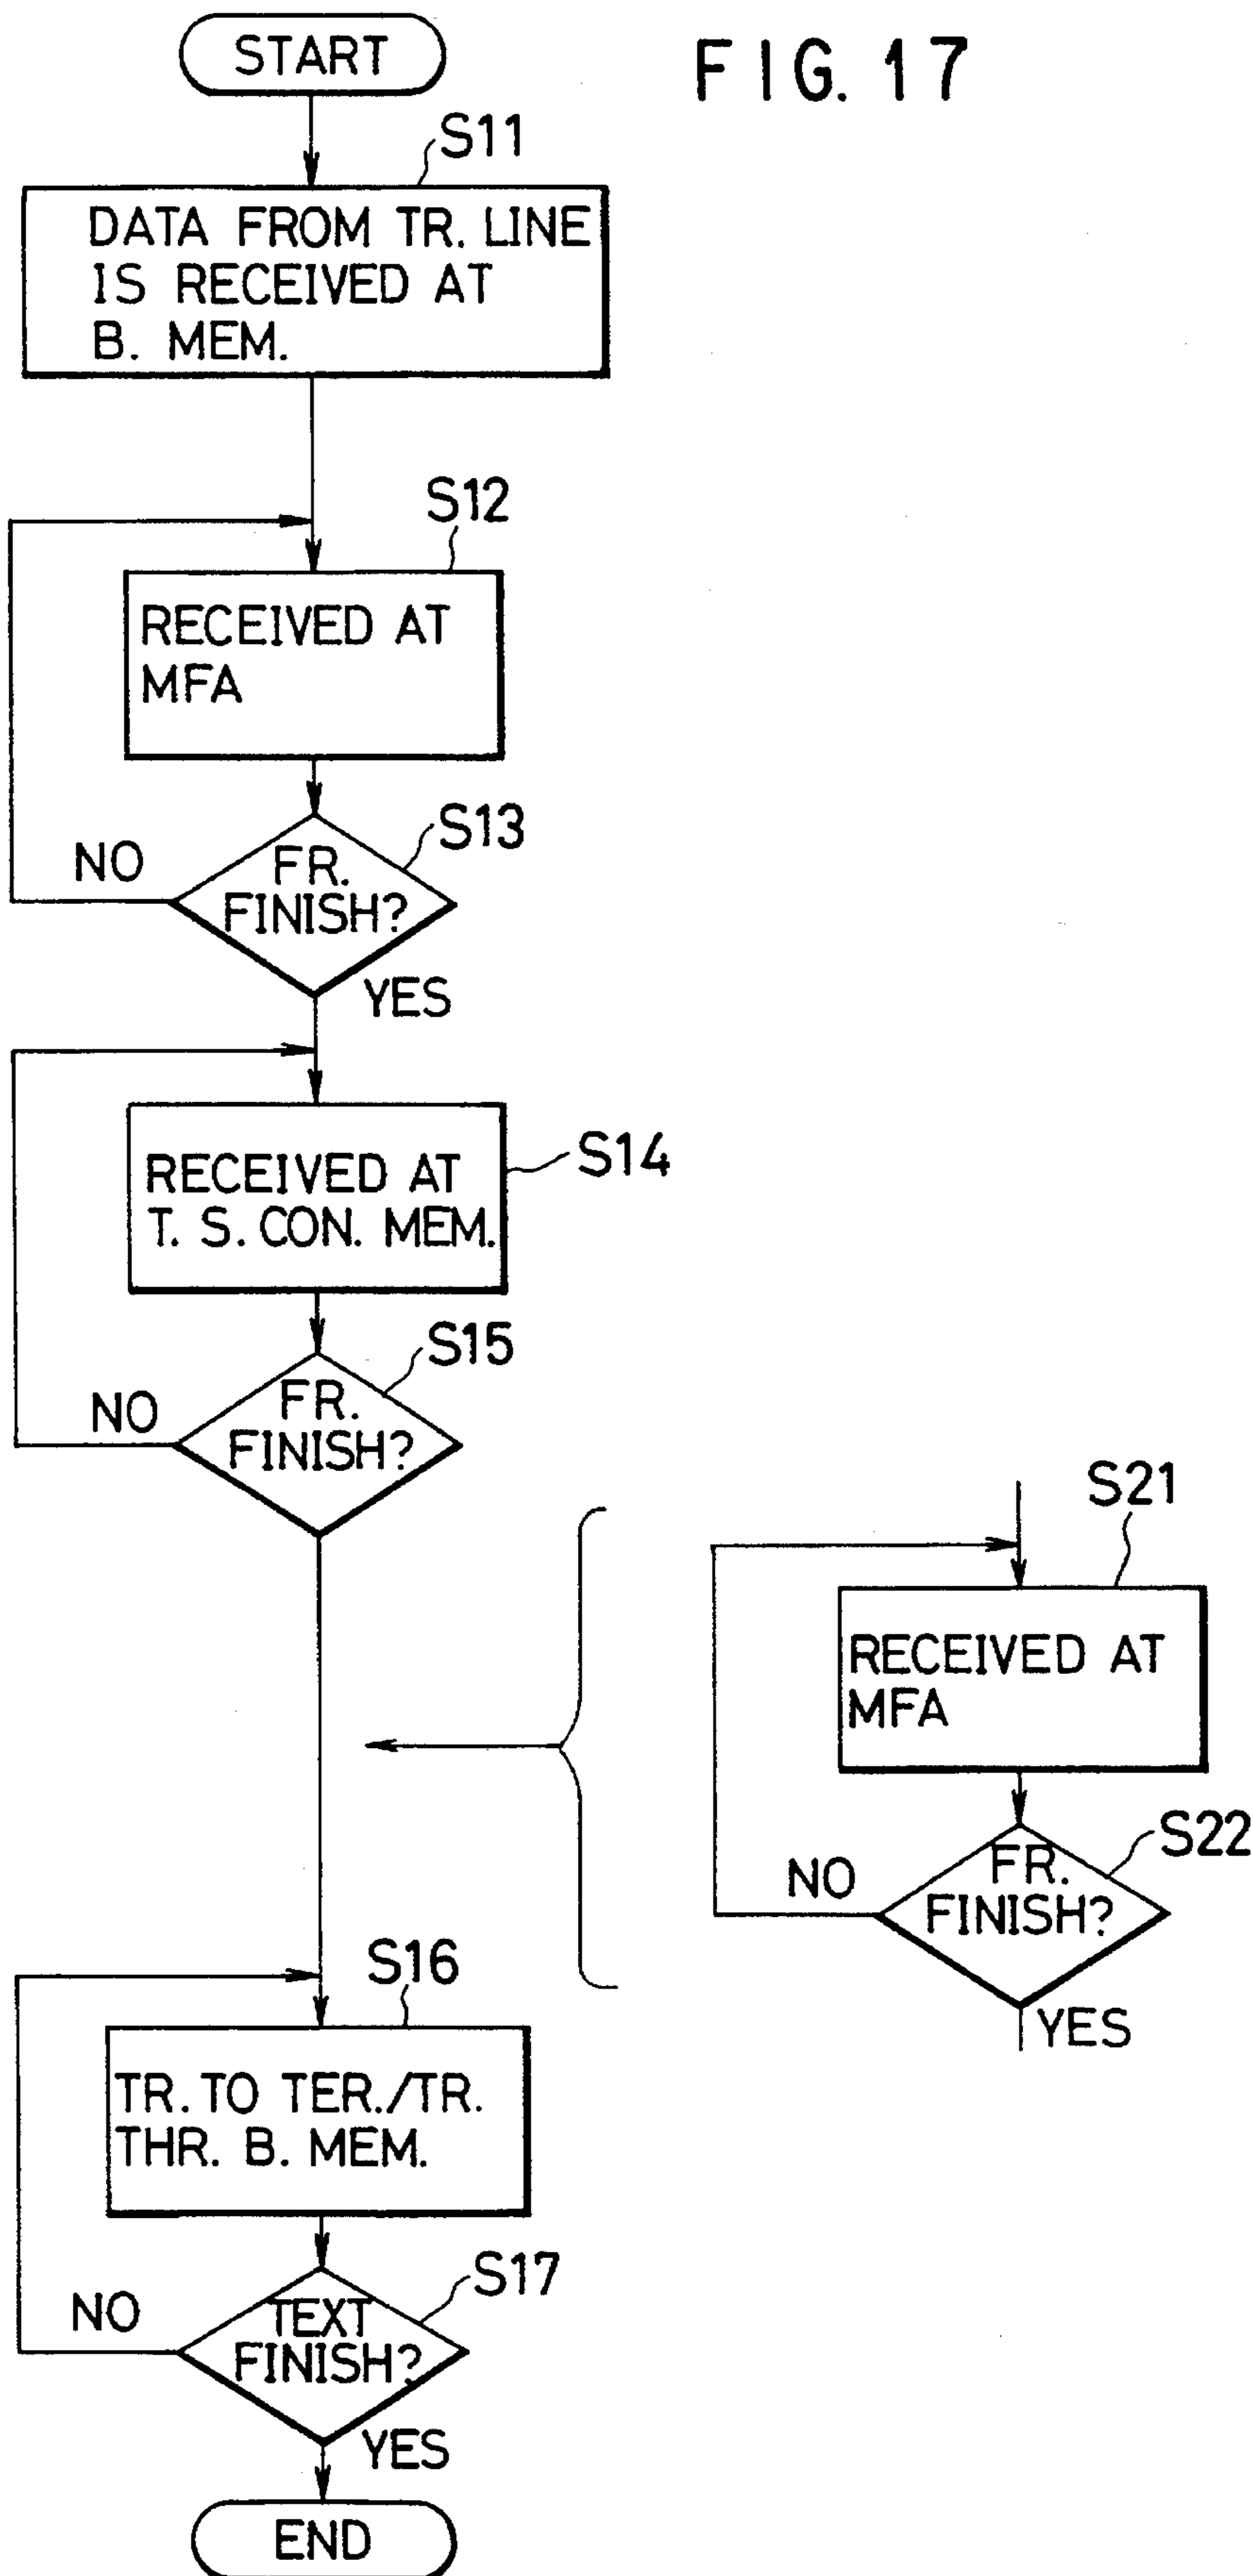 START
FIG. 17
S11
DATA FROM TR. LINE
IS RECEIVED AT
B. MEM.
S12
RECEIVED AT
MFA
S13
NO
FR.
FINISH?
YES
S14
RECEIVED AT
T. S. CON. MEM.
S15
NO
FR.
FINISH?
S21
RECEIVED AT
MFA
S22
NO
FR.
FINISH?
YES
S16
TR. TO TER./TR.
THR. B. MEM.
S17
NO
TEXT
FINISH?
YES
END